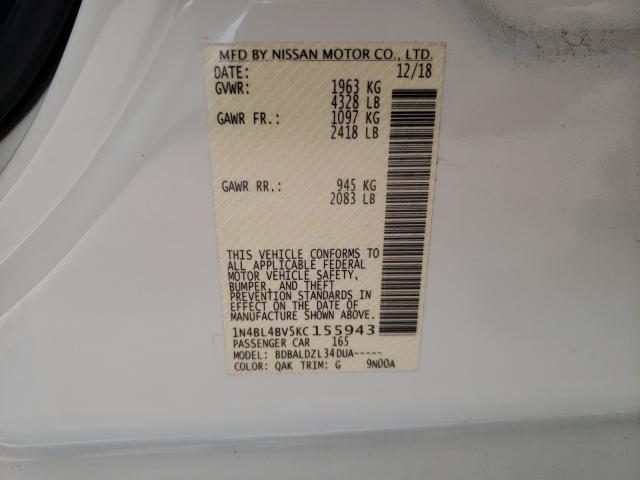 MFD BY NISSAN MOTOR CO., LTD.
DATE: 12/18
GVWR: 1963 KG
4328 LB
GAWR FR.: 1097 KG
2418 LB
GAWR RR.: 945 KG
2083 LB
THIS VEHICLE CONFORMS TO
ALL APPLICABLE FEDERAL
MOTOR VEHICLE SAFETY,
BUMPER, AND THEFT
PREVENTION STANDARDS IN
EFFECT ON THE DATE OF
MANUFACTURE SHOWN ABOVE.
1N4BL4BV5KC155943
PASSENGER CAR 165
MODEL: BDBALDZL34DUA-----
COLOR: QAK TRIM: G 9N00A